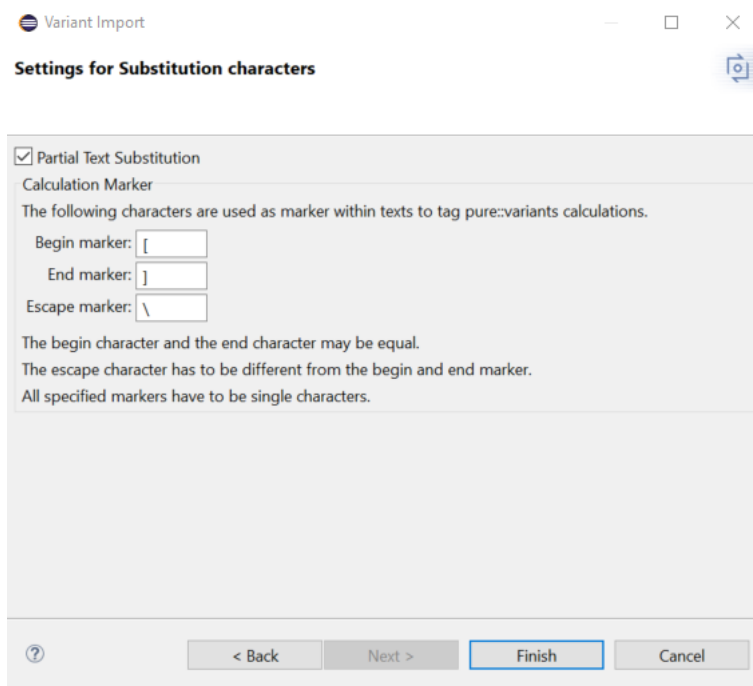 Variant Import
Settings for Substitution characters
Partial Text Substitution
Calculation Marker
The following characters are used as marker within texts to tag pure::variants calculations.
Begin marker: [
End marker: ]
Escape marker: \
The begin character and the end character may be equal.
The escape character has to be different from the begin and end marker.
All specified markers have to be single characters.
? < Back Next > Finish Cancel